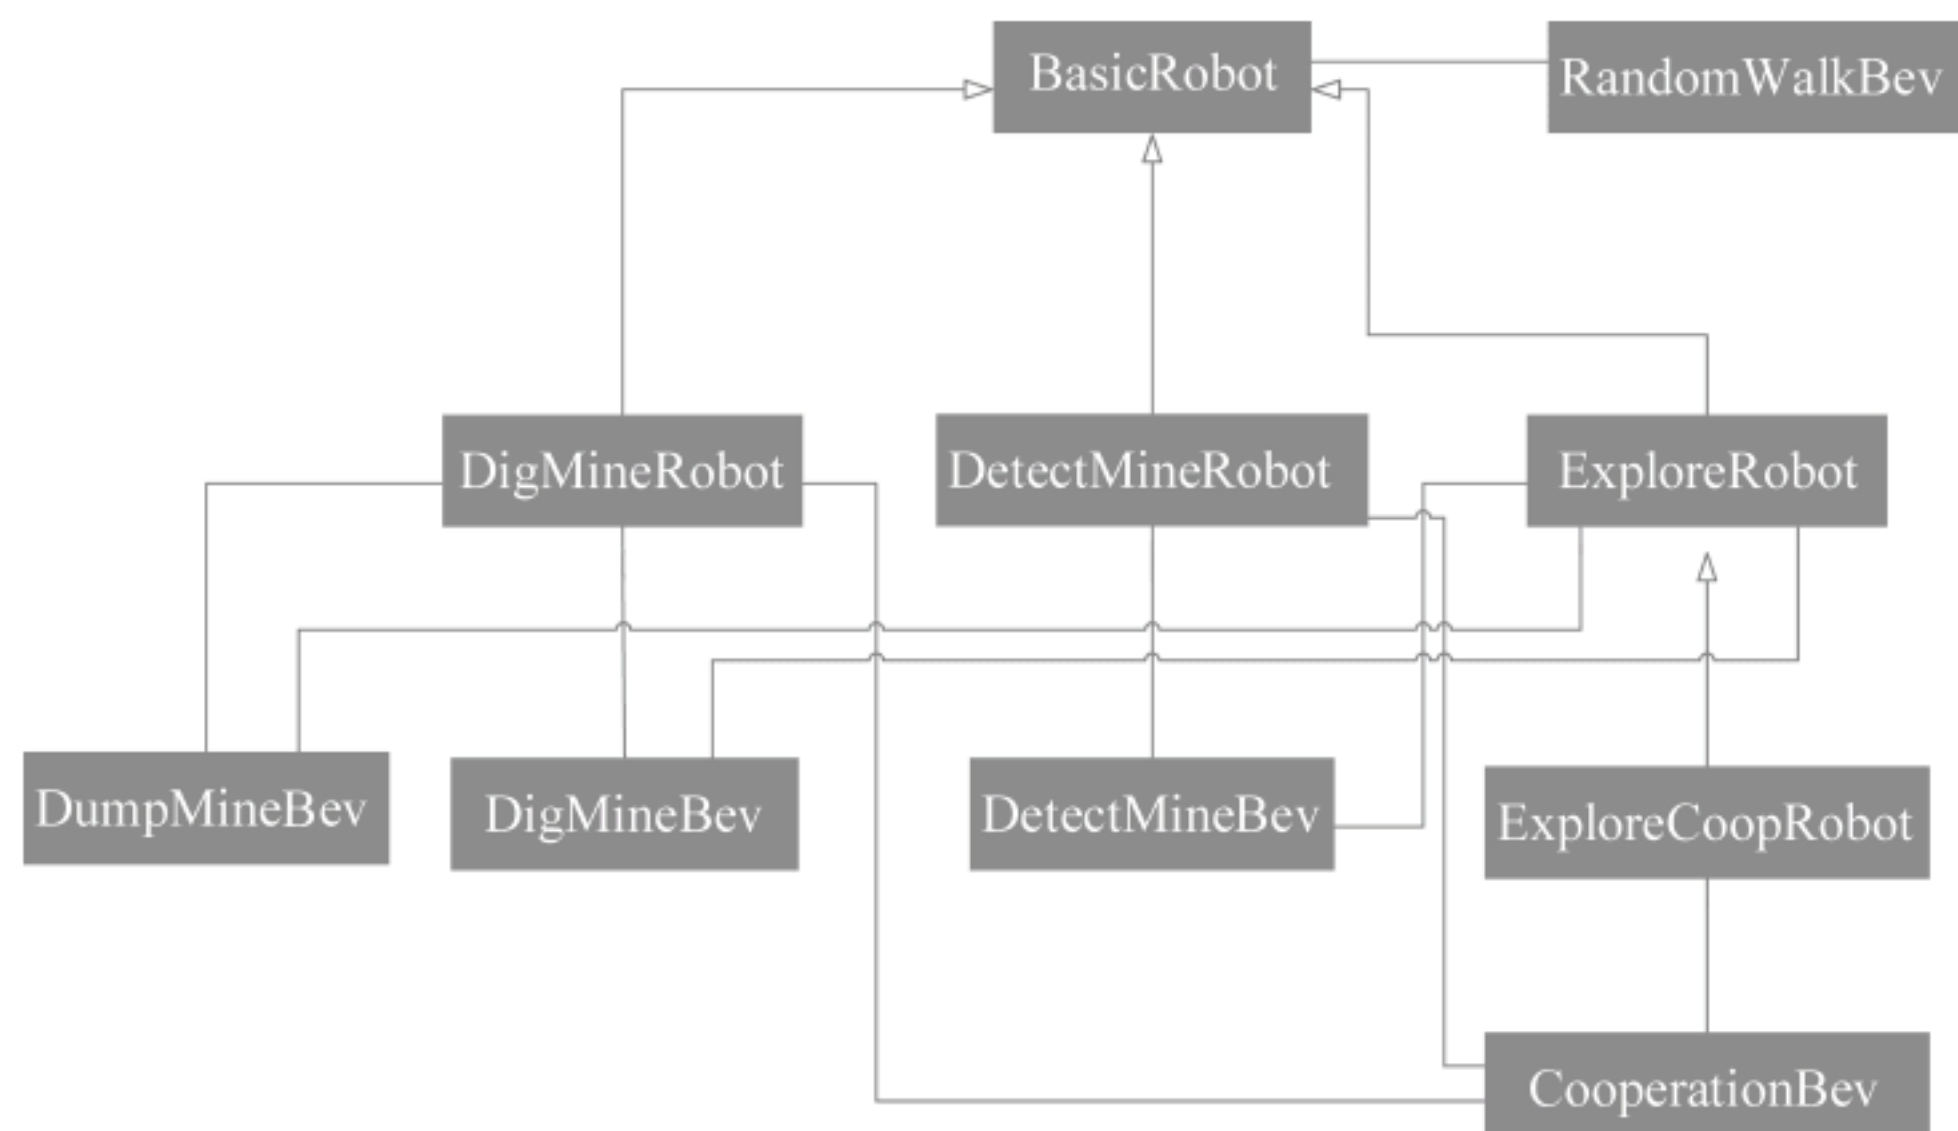 BasicRobot
RandomWalkBev
DigMineRobot
DetectMineRobot
ExploreRobot
DumpMineBev
DigMineBev
DetectMineBev
ExploreCoopRobot
CooperationBev